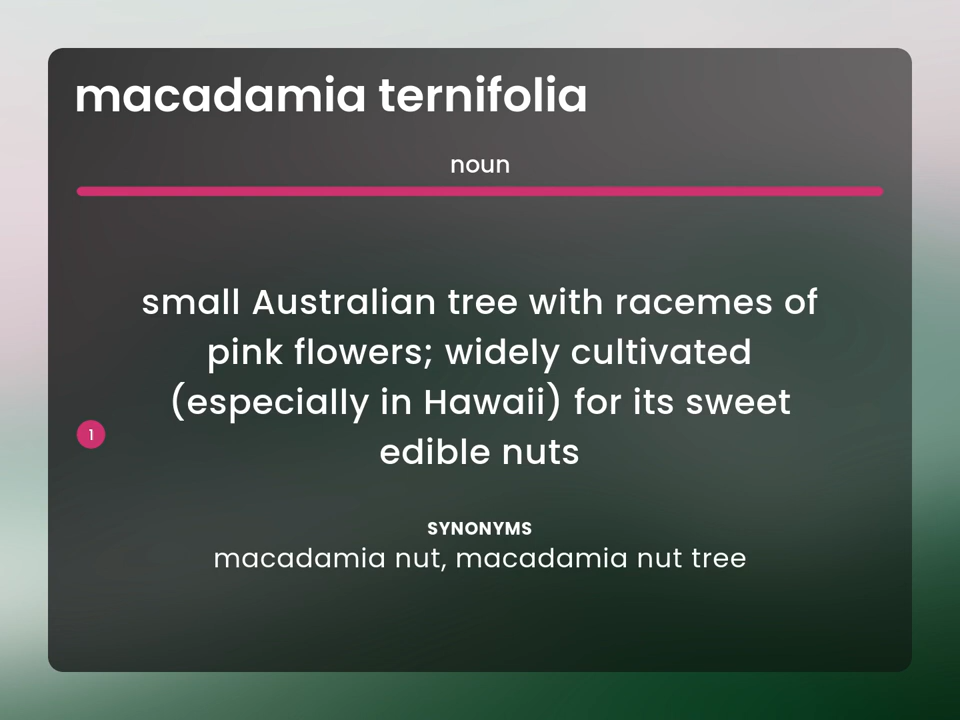 macadamia ternifolia
noun
small Australian tree with racemes of
pink flowers; widely cultivated
(especially in Hawaii) for its sweet
edible nuts
1
SYNONYMS
macadamia nut, macadamia nut tree